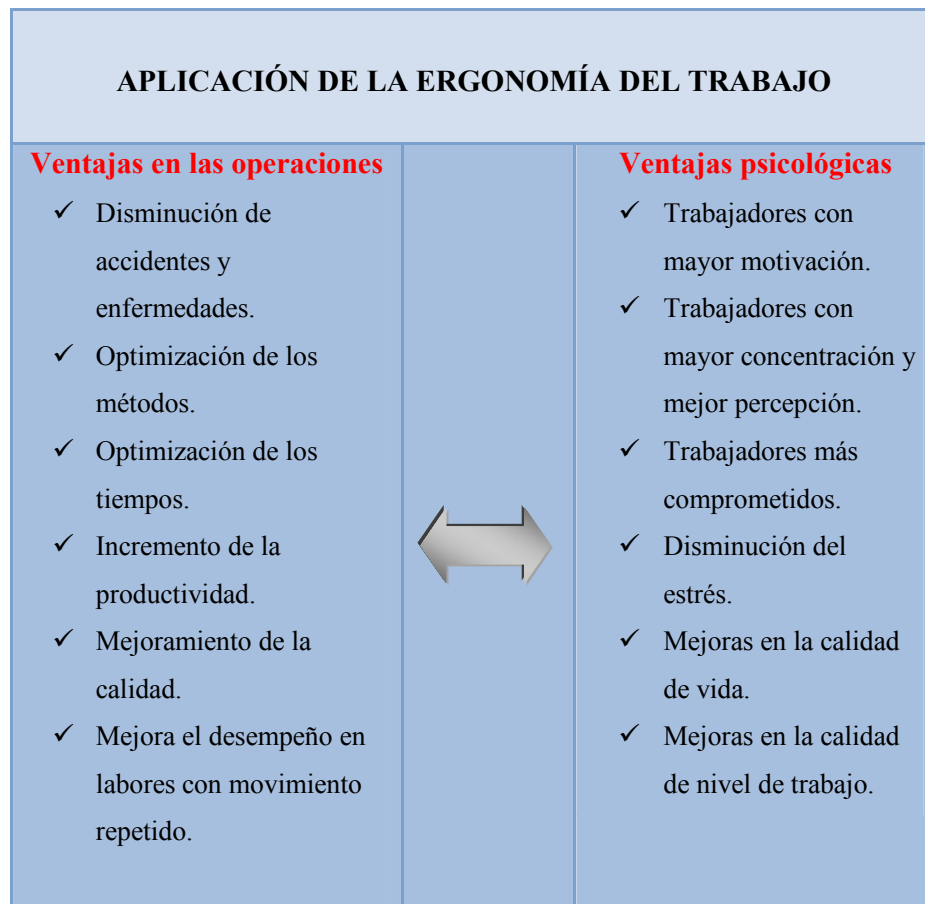 APLICACIÓN DE LA ERGONOMÍA DEL TRABAJO
Ventajas en las operaciones
✓ Disminución de
accidentes y
enfermedades.
✓ Optimización de los
métodos.
✓ Optimización de los
tiempos.
✓ Incremento de la
productividad.
✓ Mejoramiento de la
calidad.
✓ Mejora el desempeño en
labores con movimiento
repetido.
Ventajas psicológicas
✓ Trabajadores con
mayor motivación.
✓ Trabajadores con
mayor concentración y
mejor percepción.
✓ Trabajadores más
comprometidos.
✓ Disminución del
estrés.
✓ Mejoras en la calidad
de vida.
✓ Mejoras en la calidad
de nivel de trabajo.